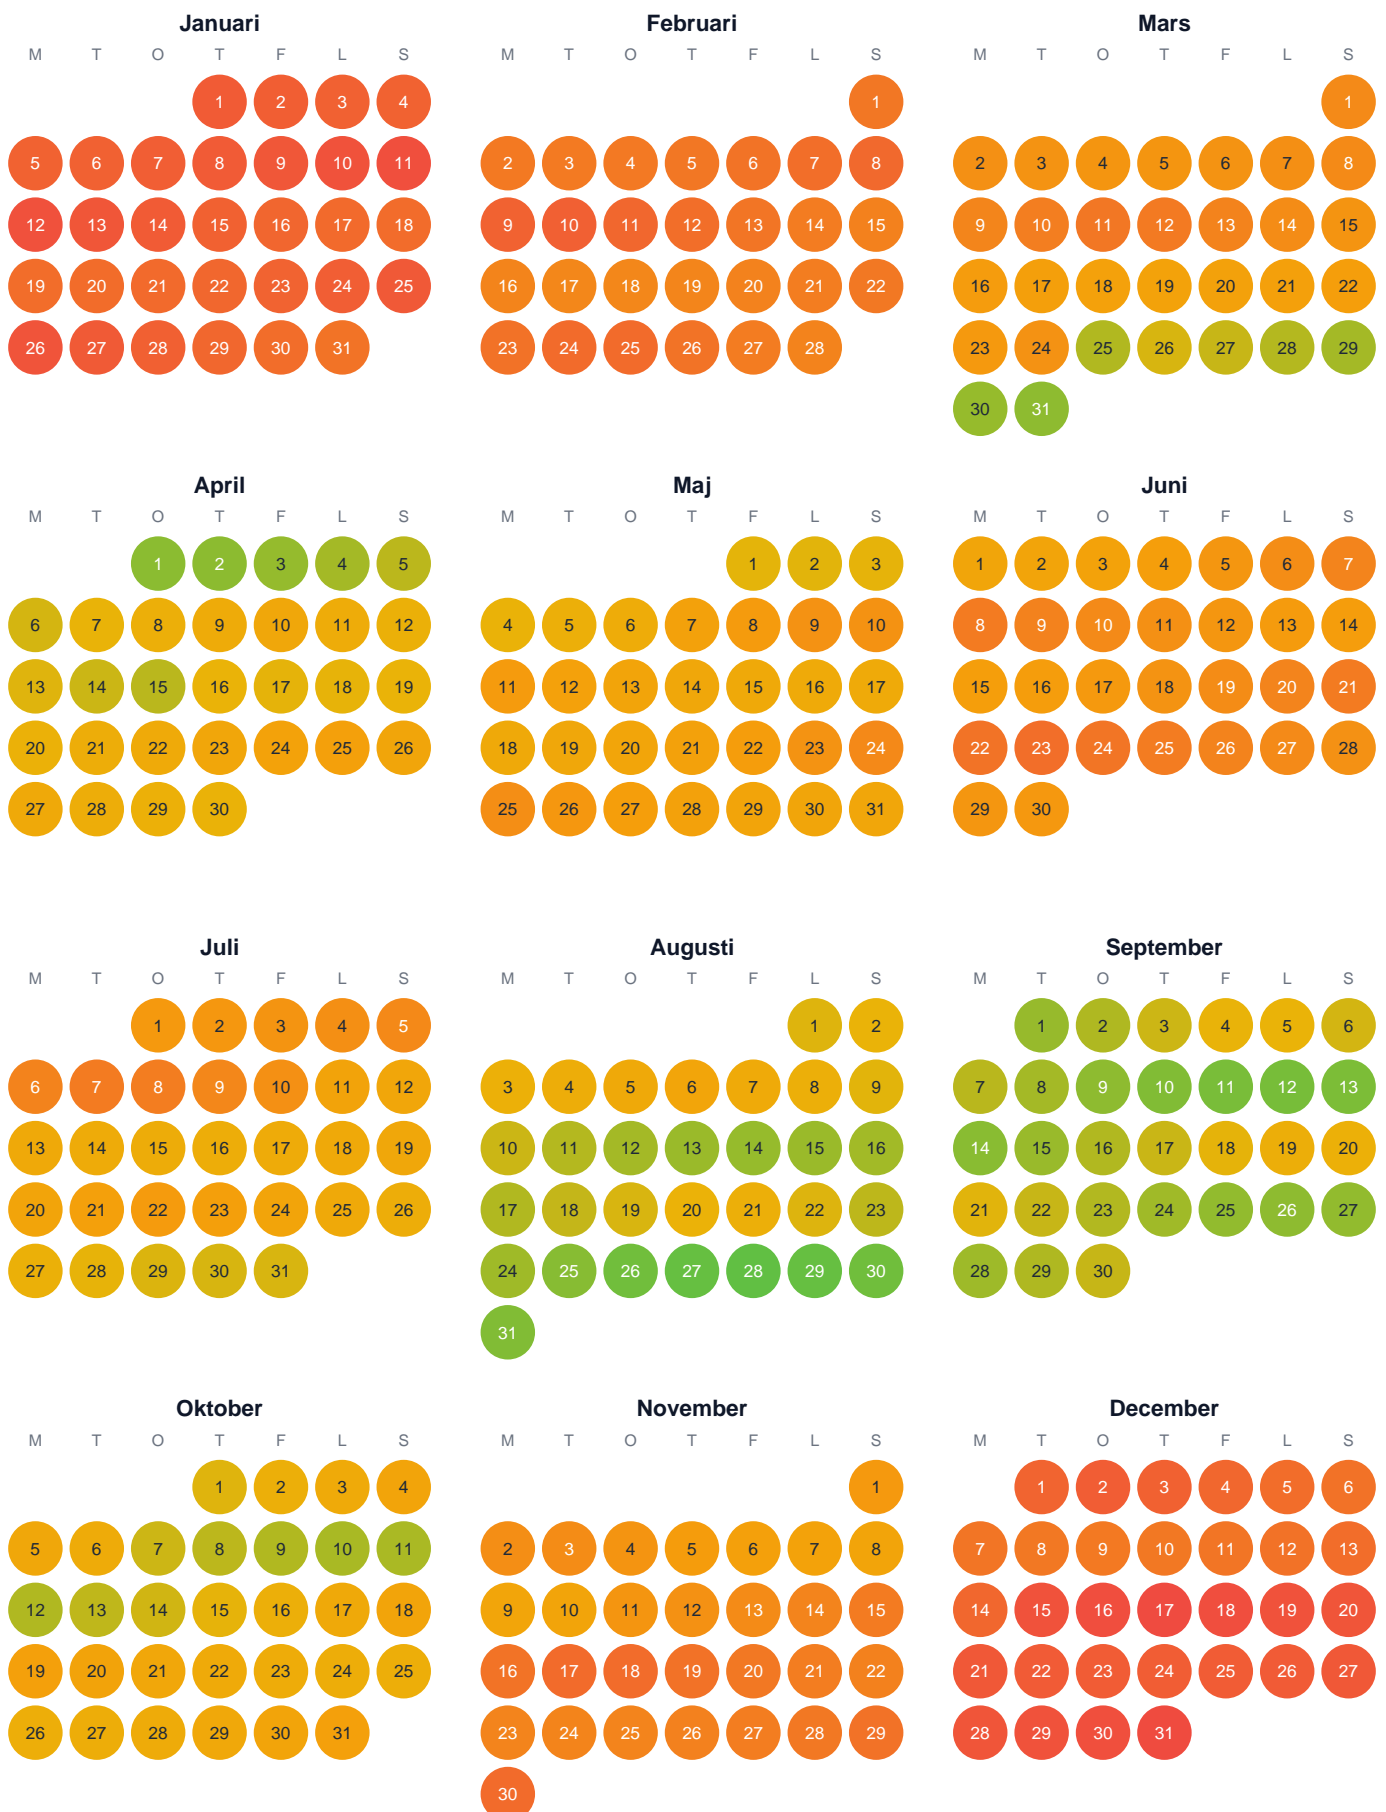 Januari Februari Mars
M T O T F L S M T O T F L S M T O T F L S
1 2 3 4 1 1
5 6 7 8 9 10 11 2 3 4 5 6 7 8 2 3 4 5 6 7 8
12 13 14 15 16 17 18 9 10 11 12 13 14 15 9 10 11 12 13 14 15
19 20 21 22 23 24 25 16 17 18 19 20 21 22 16 17 18 19 20 21 22
26 27 28 29 30 31 23 24 25 26 27 28 23 24 25 26 27 28 29
30 31
April Maj Juni
M T O T F L S M T O T F L S M T O T F L S
1 2 3 4 5 1 2 3 1 2 3 4 5 6 7
6 7 8 9 10 11 12 4 5 6 7 8 9 10 8 9 10 11 12 13 14
13 14 15 16 17 18 19 11 12 13 14 15 16 17 15 16 17 18 19 20 21
20 21 22 23 24 25 26 18 19 20 21 22 23 24 22 23 24 25 26 27 28
27 28 29 30 25 26 27 28 29 30 31 29 30
Juli Augusti September
M T O T F L S M T O T F L S M T O T F L S
1 2 3 4 5 1 2 1 2 3 4 5 6
6 7 8 9 10 11 12 3 4 5 6 7 8 9 7 8 9 10 11 12 13
13 14 15 16 17 18 19 10 11 12 13 14 15 16 14 15 16 17 18 19 20
20 21 22 23 24 25 26 17 18 19 20 21 22 23 21 22 23 24 25 26 27
27 28 29 30 31 24 25 26 27 28 29 30 28 29 30
31
Oktober November December
M T O T F L S M T O T F L S M T O T F L S
1 2 3 4 1 1 2 3 4 5 6
5 6 7 8 9 10 11 2 3 4 5 6 7 8 7 8 9 10 11 12 13
12 13 14 15 16 17 18 9 10 11 12 13 14 15 14 15 16 17 18 19 20
19 20 21 22 23 24 25 16 17 18 19 20 21 22 21 22 23 24 25 26 27
26 27 28 29 30 31 23 24 25 26 27 28 29 28 29 30 31
30